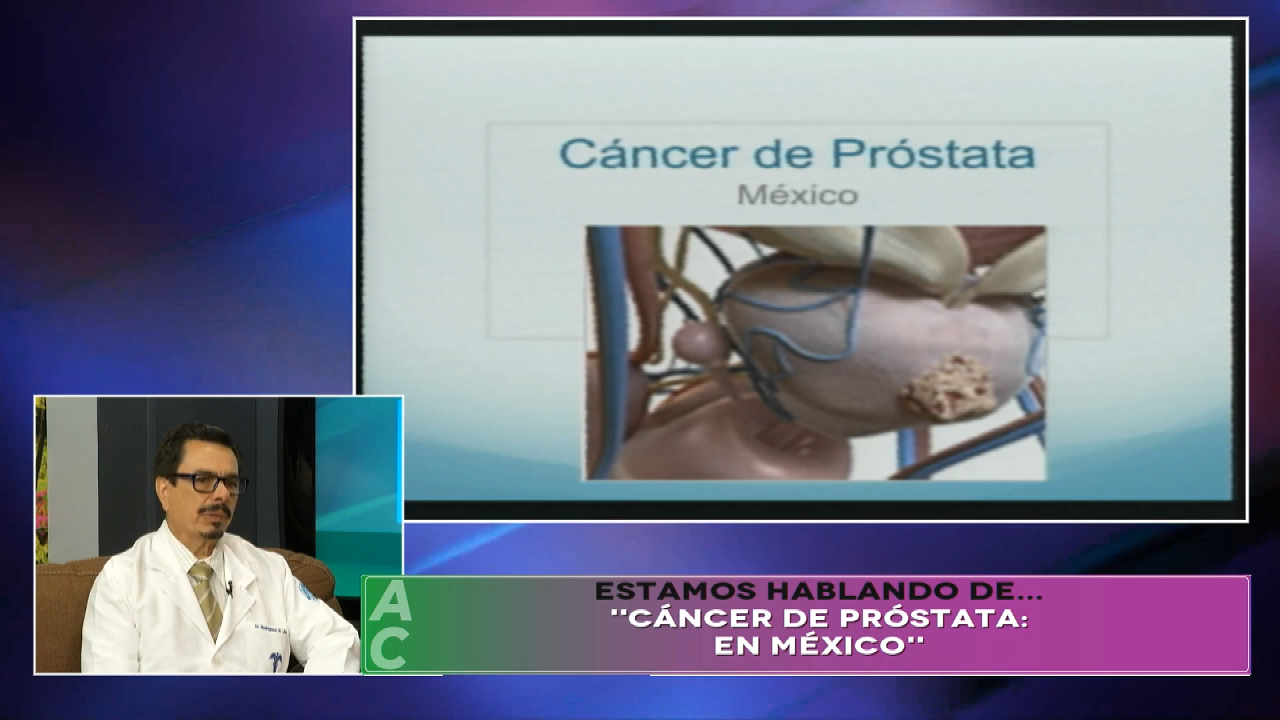 Cáncer de Próstata
México
AC
ESTAMOS HABLANDO DE...
"CÁNCER DE PRÓSTATA:
EN MÉXICO"